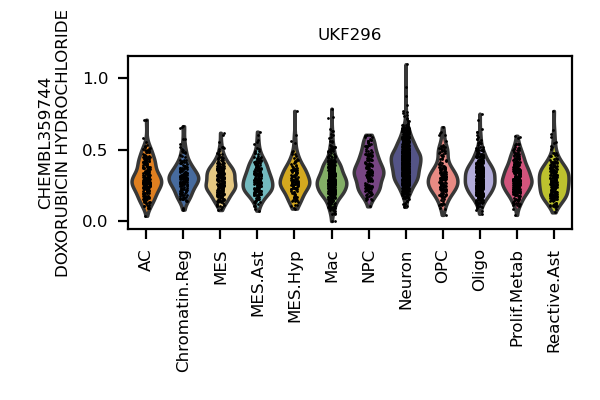 UKF296
CHEMBL359744
DOXORUBICIN HYDROCHLORIDE
1.0
0.5
0.0
AC
Chromatin.Reg
MES
MES.Ast
MES.Hyp
Mac
NPC
Neuron
OPC
Oligo
Prolif.Metab
Reactive.Ast